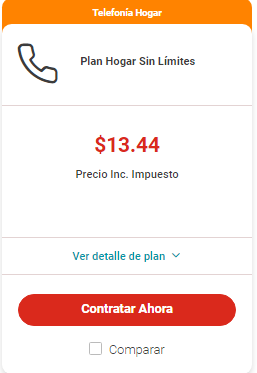 Telefonía Hogar
Plan Hogar Sin Límites
$13.44
Precio Inc. Impuesto
Ver detalle de plan
Contratar Ahora
Comparar